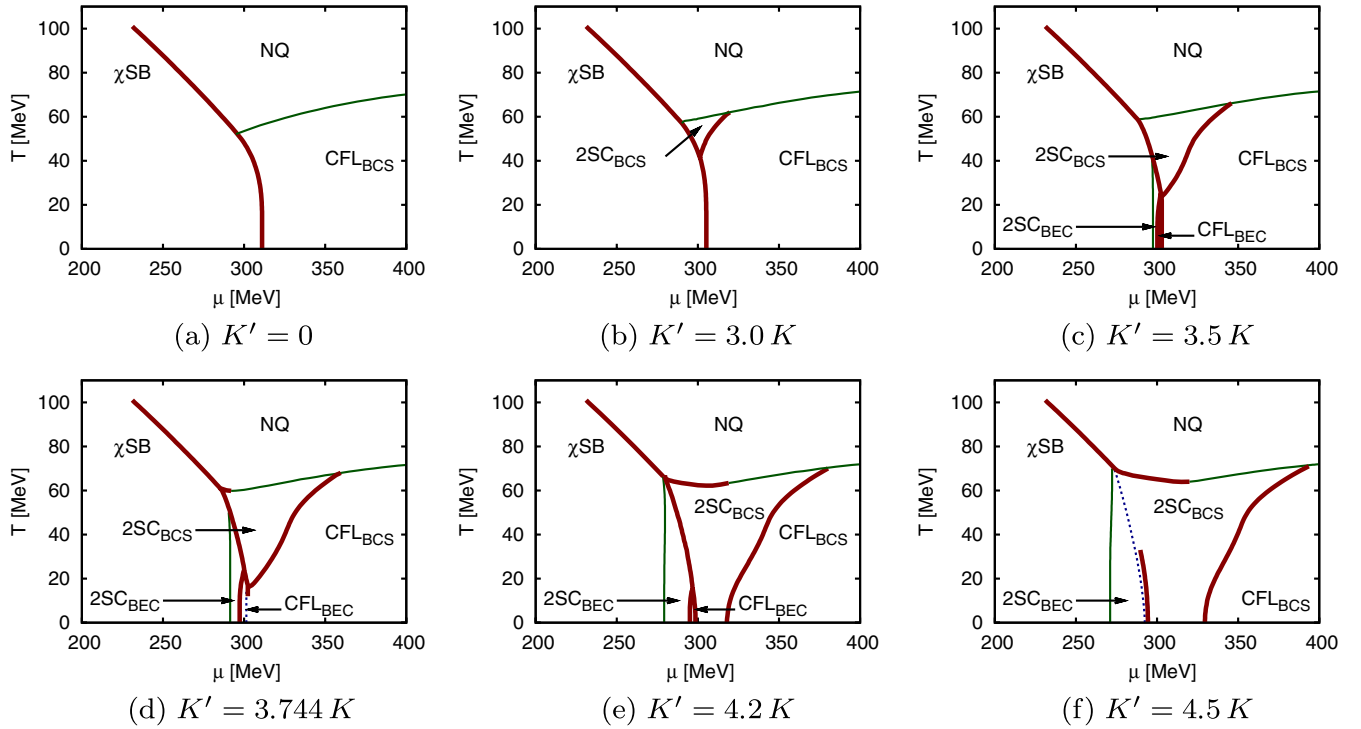 100
80
60
40
20
0
T [MeV]
χSB
NQ
CFL_BCS
200 250 300 350 400
μ [MeV]
(a) K′ = 0
100
80
60
40
20
0
T [MeV]
χSB
NQ
2SC_BCS
CFL_BCS
200 250 300 350 400
μ [MeV]
(b) K′ = 3.0 K
100
80
60
40
20
0
T [MeV]
χSB
NQ
2SC_BCS
CFL_BCS
2SC_BEC
CFL_BEC
200 250 300 350 400
μ [MeV]
(c) K′ = 3.5 K
100
80
60
40
20
0
T [MeV]
χSB
NQ
2SC_BCS
CFL_BCS
2SC_BEC
CFL_BEC
200 250 300 350 400
μ [MeV]
(d) K′ = 3.744 K
100
80
60
40
20
0
T [MeV]
χSB
NQ
2SC_BCS
CFL_BCS
2SC_BEC
CFL_BEC
200 250 300 350 400
μ [MeV]
(e) K′ = 4.2 K
100
80
60
40
20
0
T [MeV]
χSB
NQ
2SC_BCS
2SC_BEC
CFL_BCS
200 250 300 350 400
μ [MeV]
(f) K′ = 4.5 K